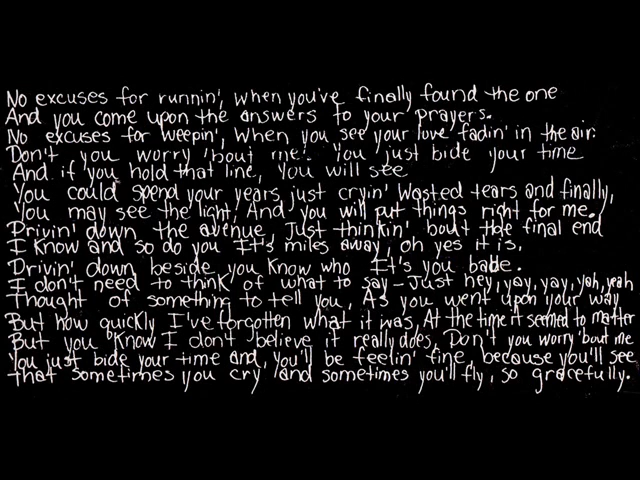 No excuses for runnin', when you've finally found the one
And you come upon the answers to your prayers.
No excuses for weepin', When you see your love fadin' in the air.
Don't you worry 'bout me. You just bide your time
And if you hold that line, You will see
You could spend your years just cryin' Wasted tears and finally,
You may see the light, And you will put things right for me.
Drivin' down the avenue, Just thinkin' bout the final end
I know and so do you It's miles away, oh yes it is.
Drivin' down beside you know who It's you babe.
I don't need to think of what to say - Just hey, yay, yay, yah, yeah
Thought of something to tell you, As you went upon your way
But how quickly I've forgotten what it was, At the time it seemed to matter
But you know I don't believe it really does, Don't you worry 'bout me
You just bide your time and, you'll be feelin' fine, because you'll see
that sometimes you cry, and sometimes you'll fly, so gracefully.